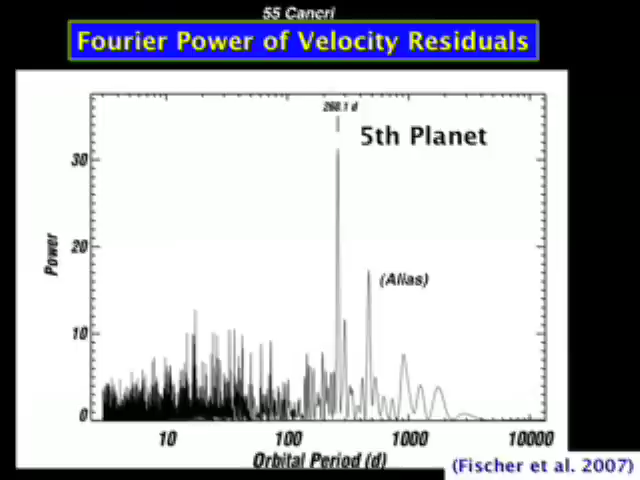 55 Cancri
Fourier Power of Velocity Residuals
260.1 d
5th Planet
30
Power
20
(Alias)
10
0
10
100
1000
10000
Orbital Period (d)
(Fischer et al. 2007)